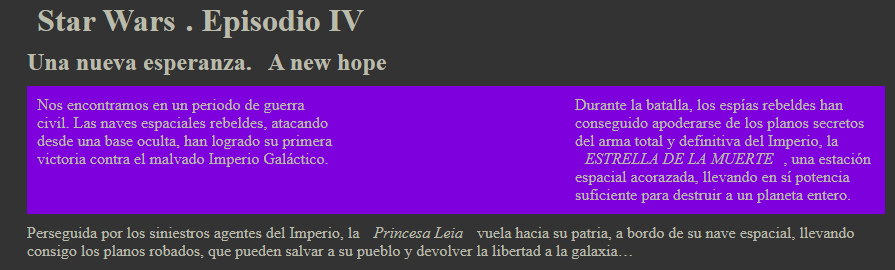 Star Wars . Episodio IV
Una nueva esperanza. A new hope
Nos encontramos en un periodo de guerra
civil. Las naves espaciales rebeldes, atacando
desde una base oculta, han logrado su primera
victoria contra el malvado Imperio Galáctico.
Durante la batalla, los espías rebeldes han
conseguido apoderarse de los planos secretos
del arma total y definitiva del Imperio, la
ESTRELLA DE LA MUERTE , una estación
espacial acorazada, llevando en sí potencia
suficiente para destruir a un planeta entero.
Perseguida por los siniestros agentes del Imperio, la Princesa Leia vuela hacia su patria, a bordo de su nave espacial, llevando
consigo los planos robados, que pueden salvar a su pueblo y devolver la libertad a la galaxia…